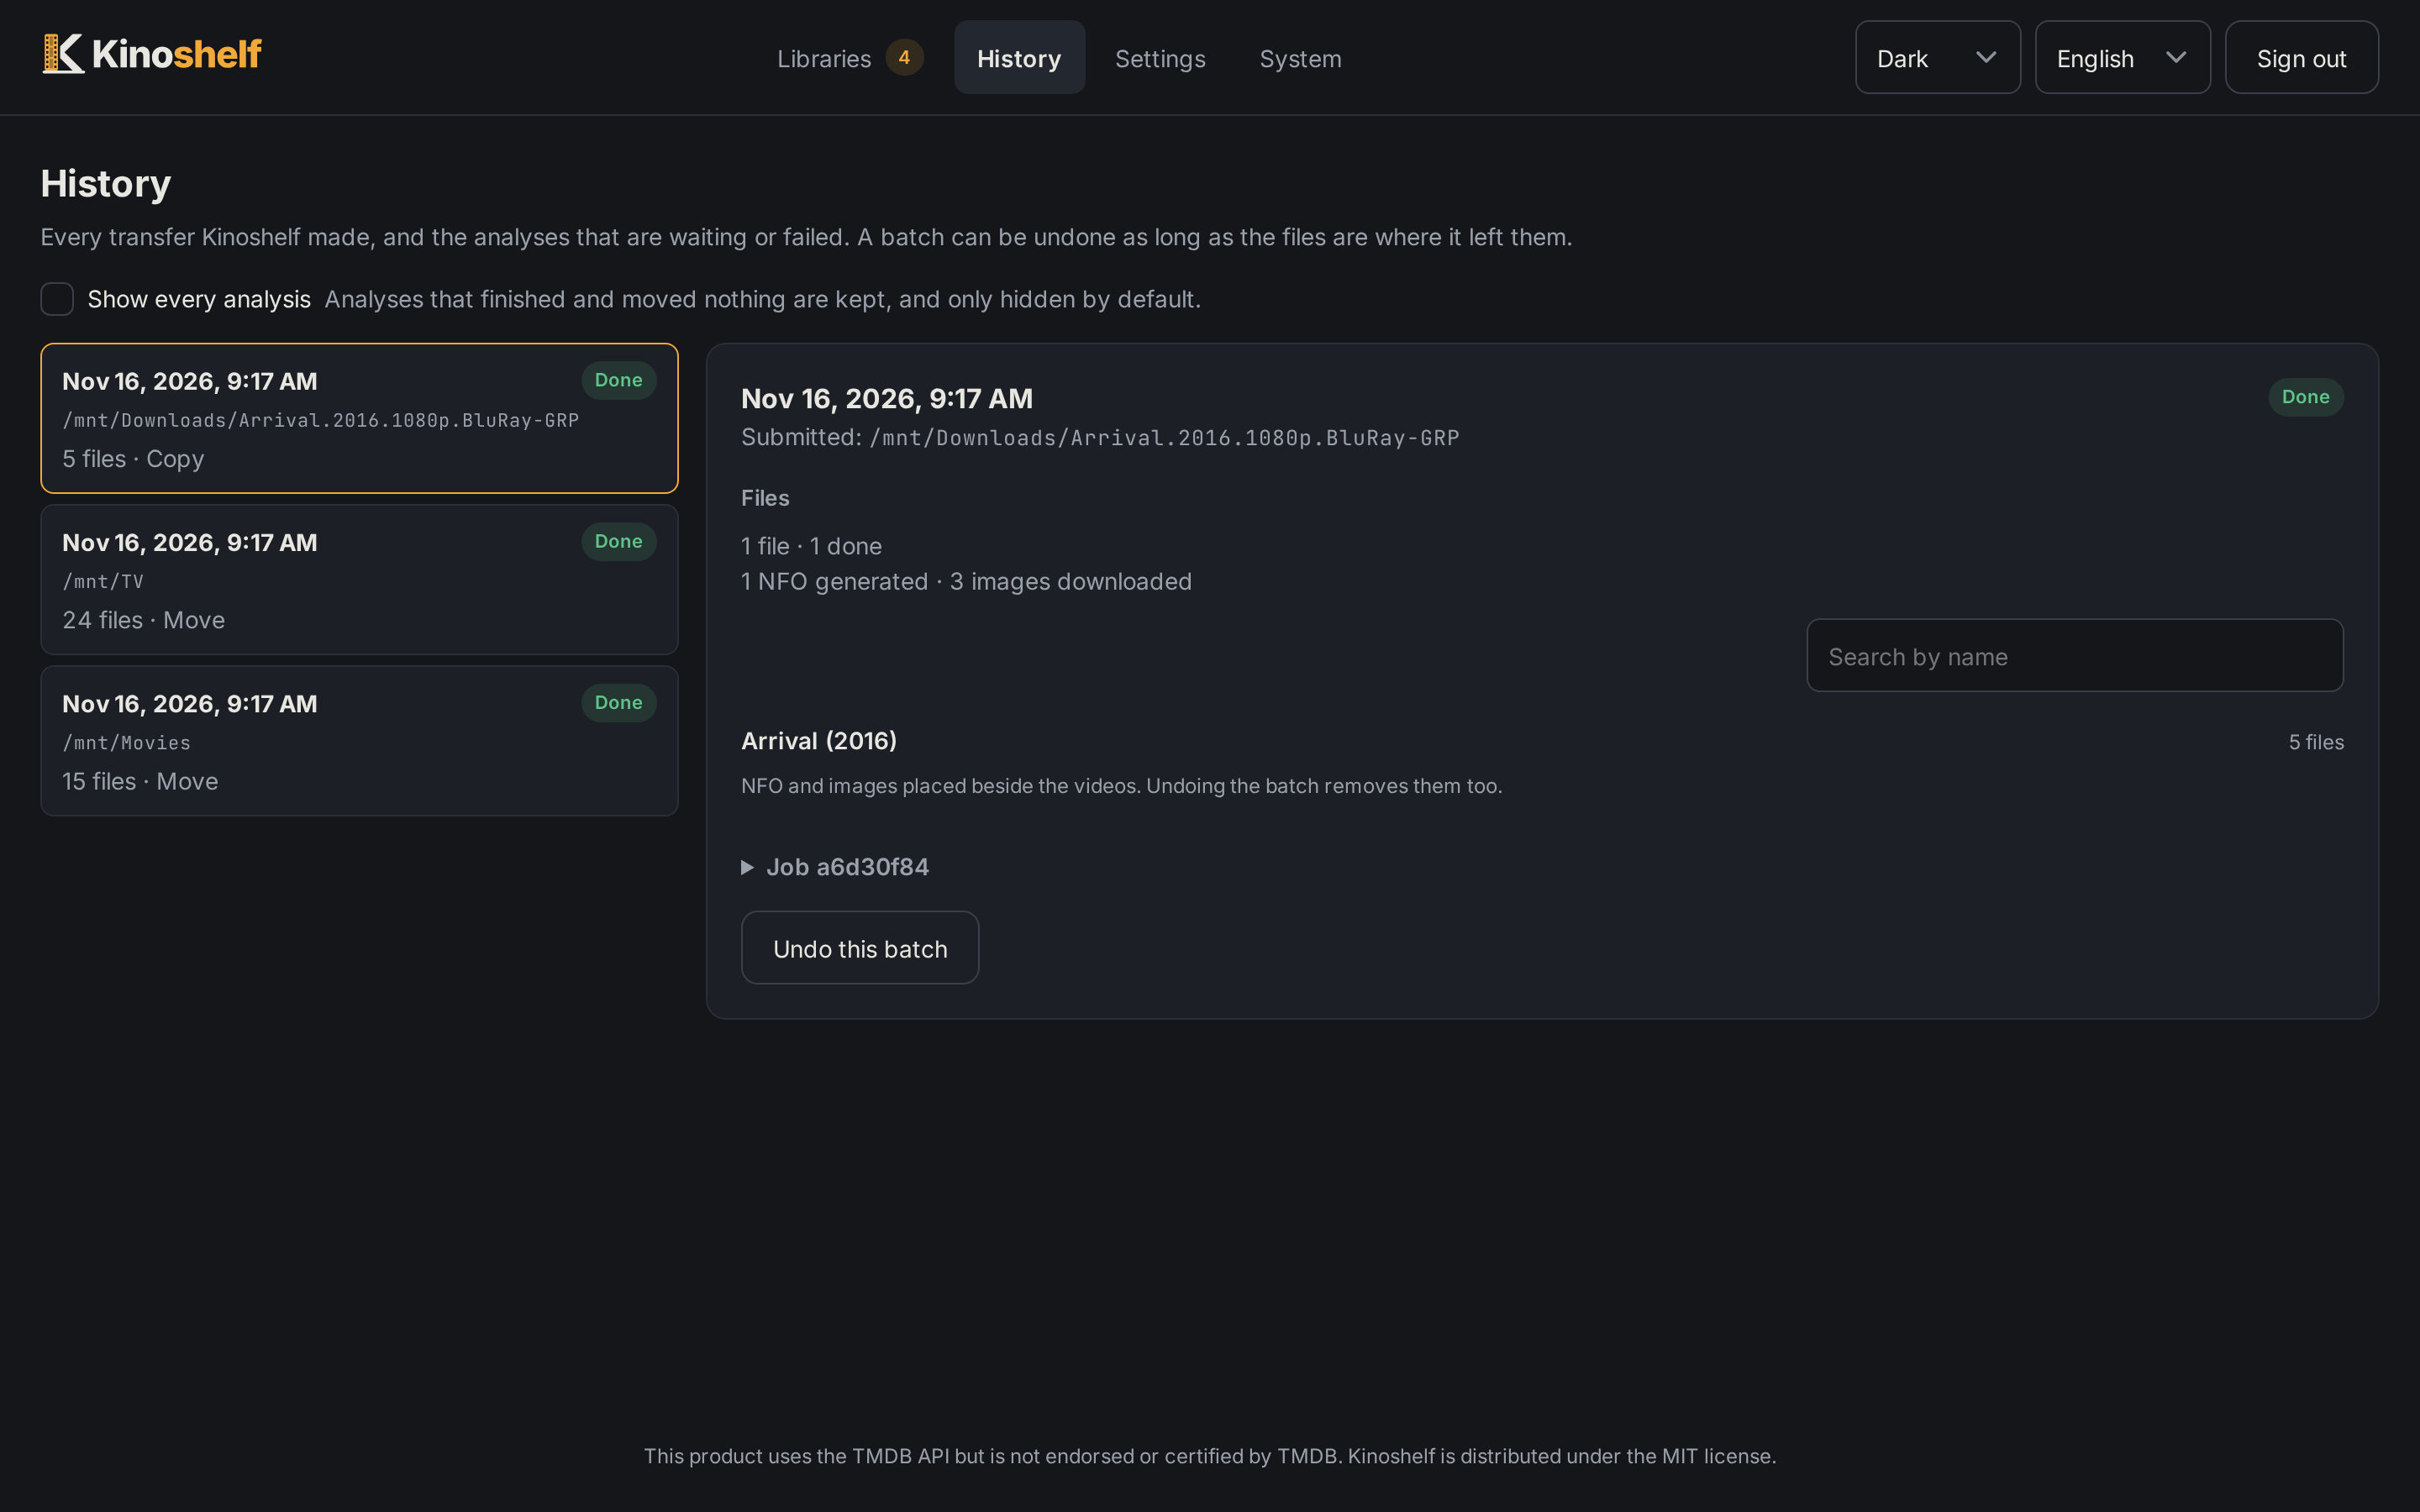 Kinoshelf
Libraries 4
History
Settings
System
Dark
English
Sign out
History
Every transfer Kinoshelf made, and the analyses that are waiting or failed. A batch can be undone as long as the files are where it left them.
Show every analysis Analyses that finished and moved nothing are kept, and only hidden by default.
Nov 16, 2026, 9:17 AM Done
/mnt/Downloads/Arrival.2016.1080p.BluRay-GRP
5 files · Copy
Nov 16, 2026, 9:17 AM Done
/mnt/TV
24 files · Move
Nov 16, 2026, 9:17 AM Done
/mnt/Movies
15 files · Move
Nov 16, 2026, 9:17 AM Done
Submitted: /mnt/Downloads/Arrival.2016.1080p.BluRay-GRP
Files
1 file · 1 done
1 NFO generated · 3 images downloaded
Search by name
Arrival (2016) 5 files
NFO and images placed beside the videos. Undoing the batch removes them too.
Job a6d30f84
Undo this batch
This product uses the TMDB API but is not endorsed or certified by TMDB. Kinoshelf is distributed under the MIT license.